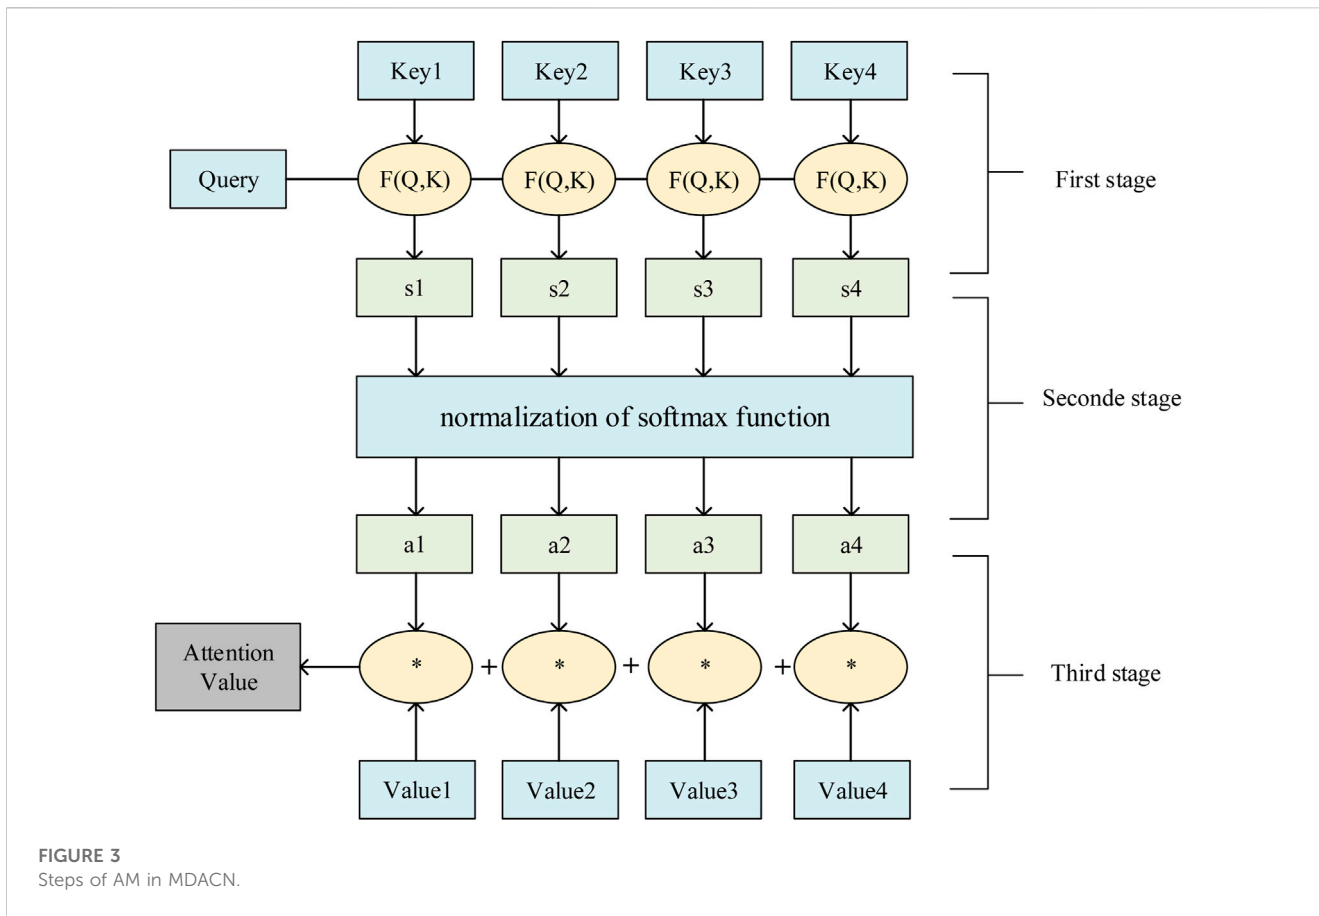 Key1 Key2 Key3 Key4
Query F(Q,K) F(Q,K) F(Q,K) F(Q,K) First stage
s1 s2 s3 s4
normalization of softmax function Seconde stage
a1 a2 a3 a4
Attention
Value
* + * + * + *
Third stage
Value1 Value2 Value3 Value4
FIGURE 3
Steps of AM in MDACN.